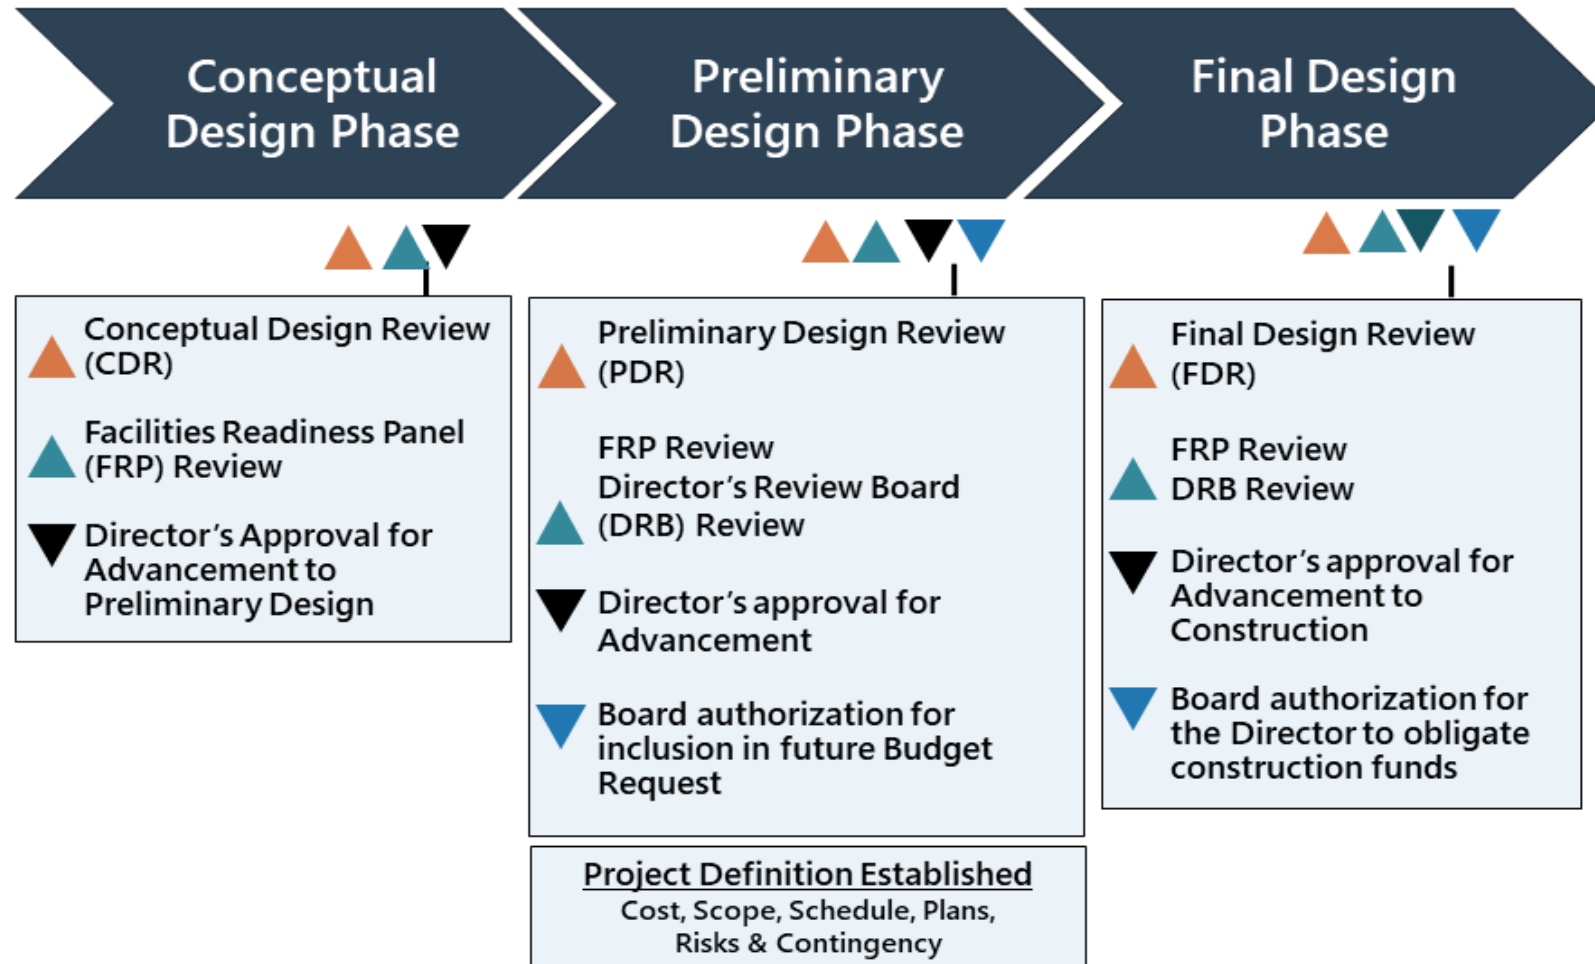 Conceptual
Design Phase
Preliminary
Design Phase
Final Design
Phase
Conceptual Design Review
(CDR)
Facilities Readiness Panel
(FRP) Review
Director’s Approval for
Advancement to
Preliminary Design
Preliminary Design Review
(PDR)
FRP Review
Director’s Review Board
(DRB) Review
Director’s approval for
Advancement
Board authorization for
inclusion in future Budget
Request
Project Definition Established
Cost, Scope, Schedule, Plans,
Risks & Contingency
Final Design Review
(FDR)
FRP Review
DRB Review
Director’s approval for
Advancement to
Construction
Board authorization for
the Director to obligate
construction funds